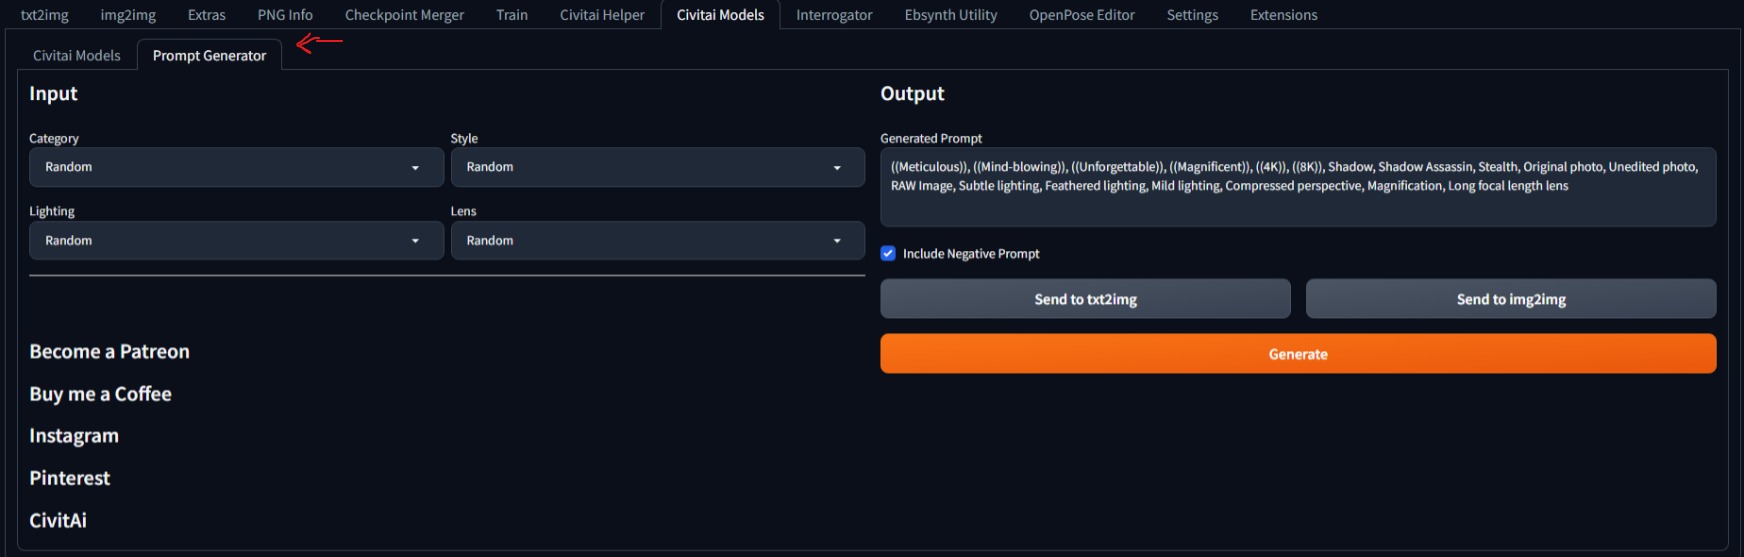 txt2img img2img Extras PNG Info Checkpoint Merger Train Civitai Helper Civitai Models Interrogator Ebsynth Utility OpenPose Editor Settings Extensions
Civitai Models Prompt Generator
Input
Category Style
Random Random
Lighting Lens
Random Random
Become a Patreon
Buy me a Coffee
Instagram
Pinterest
CivitAi
Output
Generated Prompt
((Meticulous)), ((Mind-blowing)), ((Unforgettable)), ((Magnificent)), ((4K)), ((8K)), Shadow, Shadow Assassin, Stealth, Original photo, Unedited photo,
RAW Image, Subtle lighting, Feathered lighting, Mild lighting, Compressed perspective, Magnification, Long focal length lens
Include Negative Prompt
Send to txt2img Send to img2img
Generate